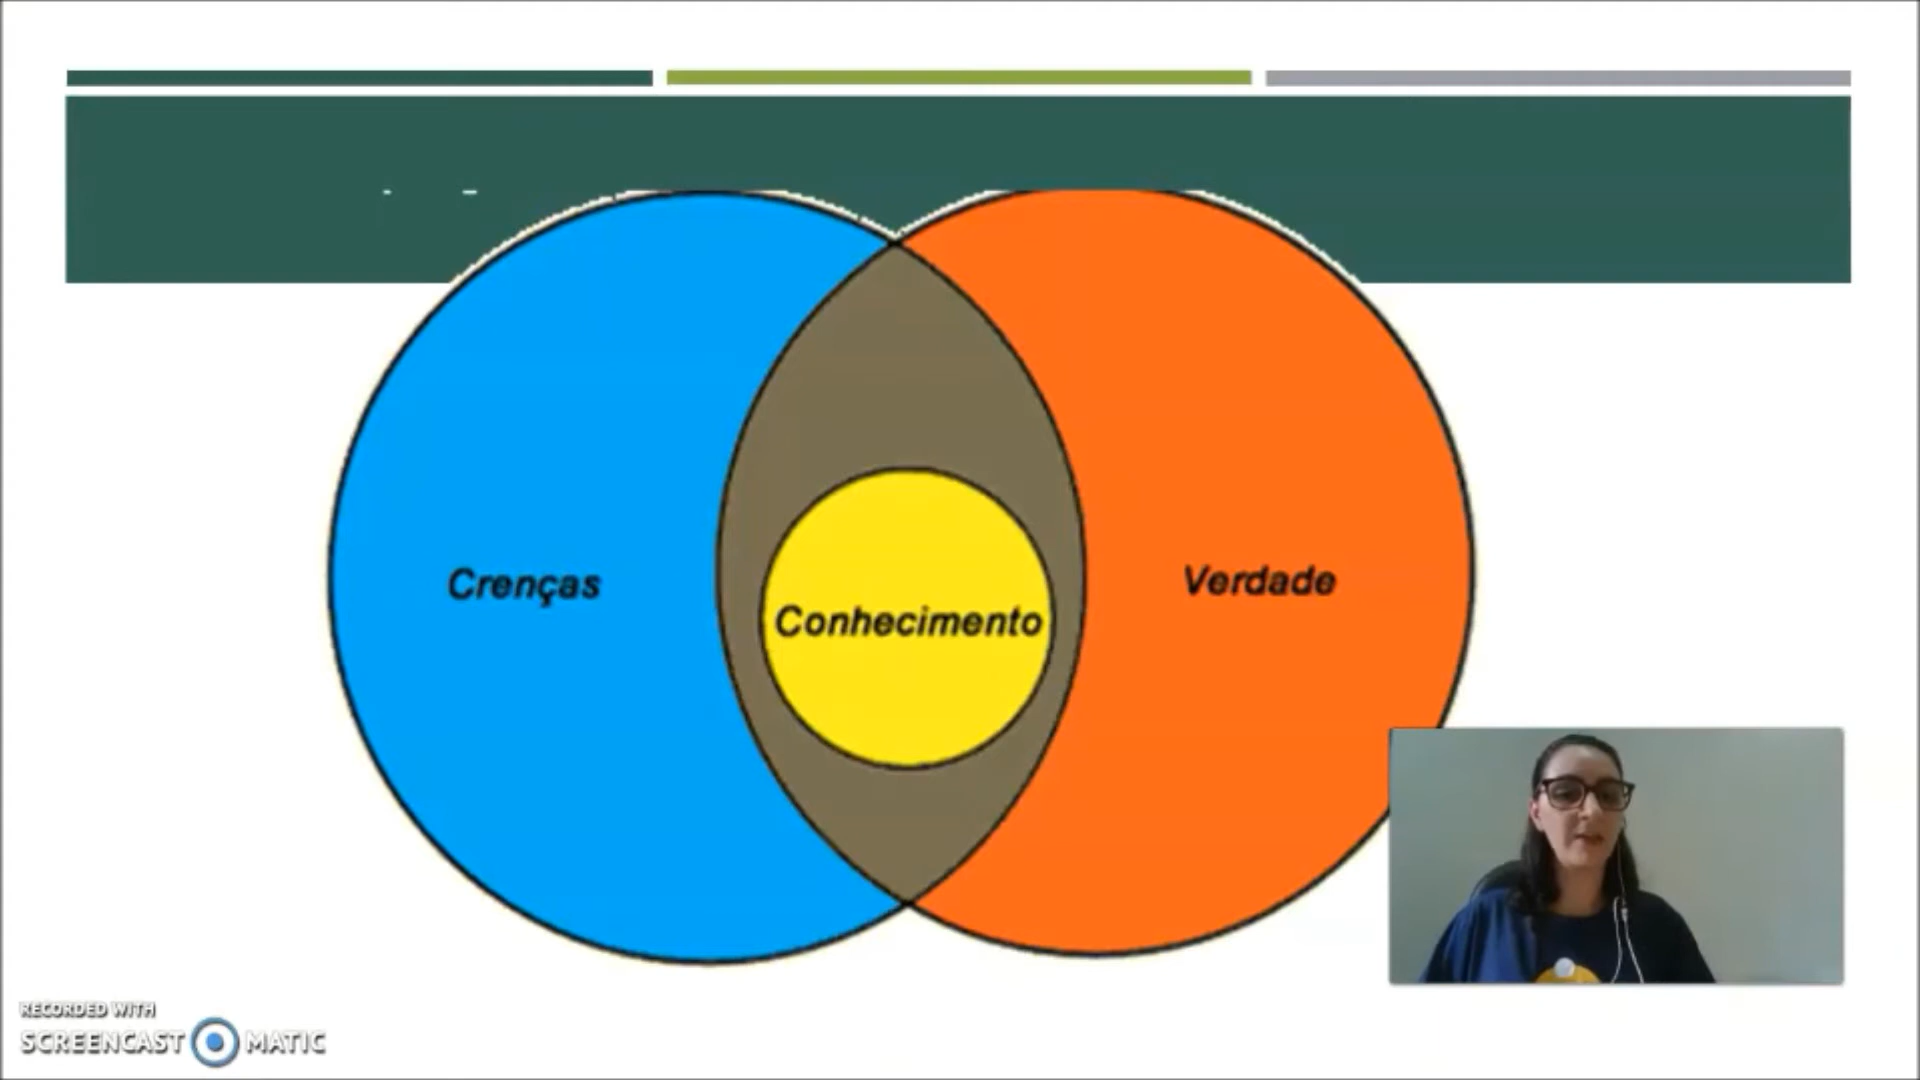 Crenças
Conhecimento
Verdade
RECORDED WITH
SCREENCAST MATIC